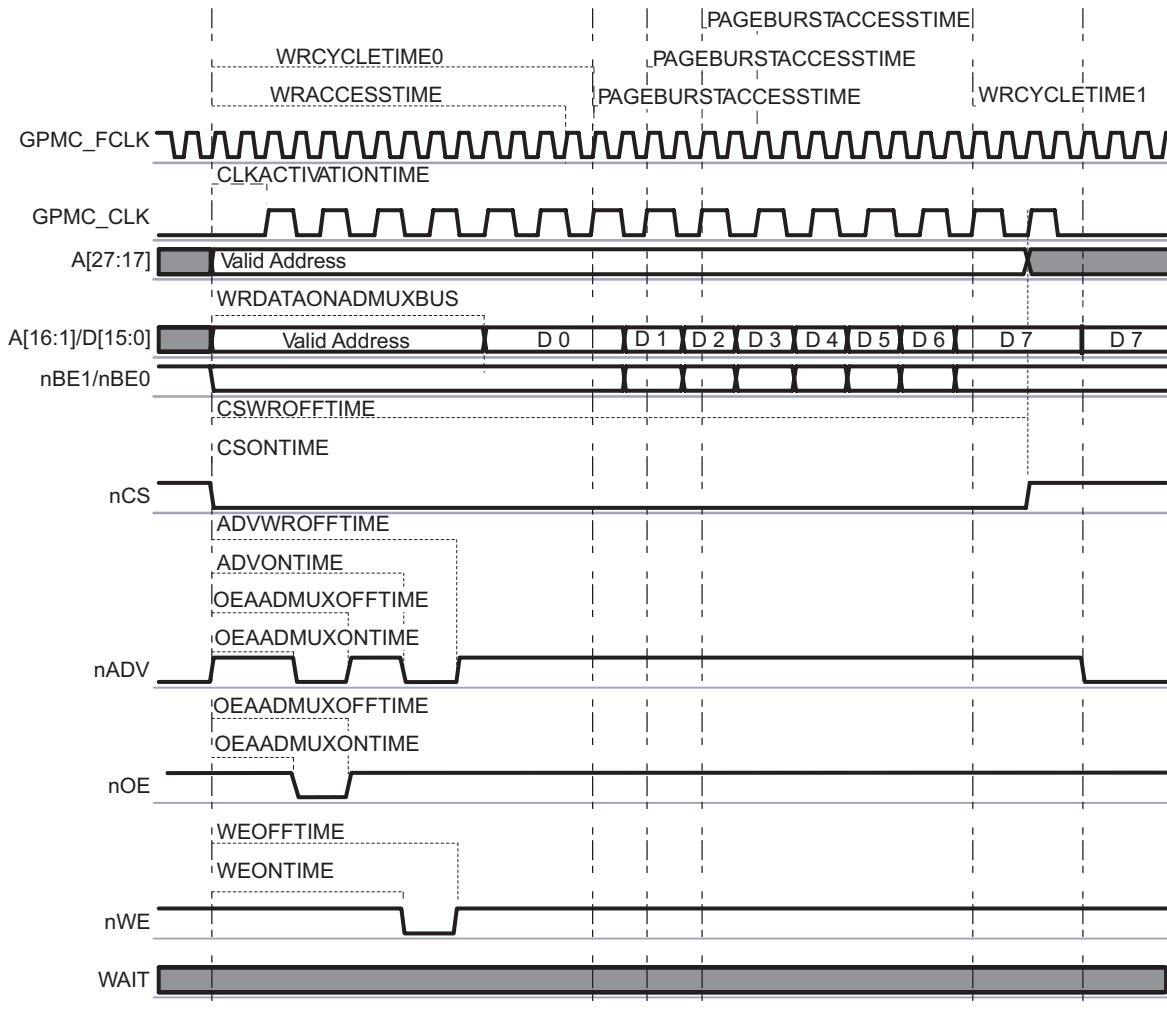 PAGEBURSTACCESSTIME
WRCYCLETIME0
PAGEBURSTACCESSTIME
WRACCESSTIME
PAGEBURSTACCESSTIME
WRCYCLETIME1
GPMC_FCLK
CLKACTIVATIONTIME
GPMC_CLK
A[27:17]
Valid Address
WRDATAONADMUXBUS
A[16:1]/D[15:0]
Valid Address
D 0
D 1
D 2
D 3
D 4
D 5
D 6
D 7
D 7
nBE1/nBE0
CSWROFFTIME
CSONTIME
nCS
ADVWROFFTIME
ADVONTIME
OEAADMUXOFFTIME
OEAADMUXONTIME
nADV
OEAADMUXOFFTIME
OEAADMUXONTIME
nOE
WEOFFTIME
WEONTIME
nWE
WAIT